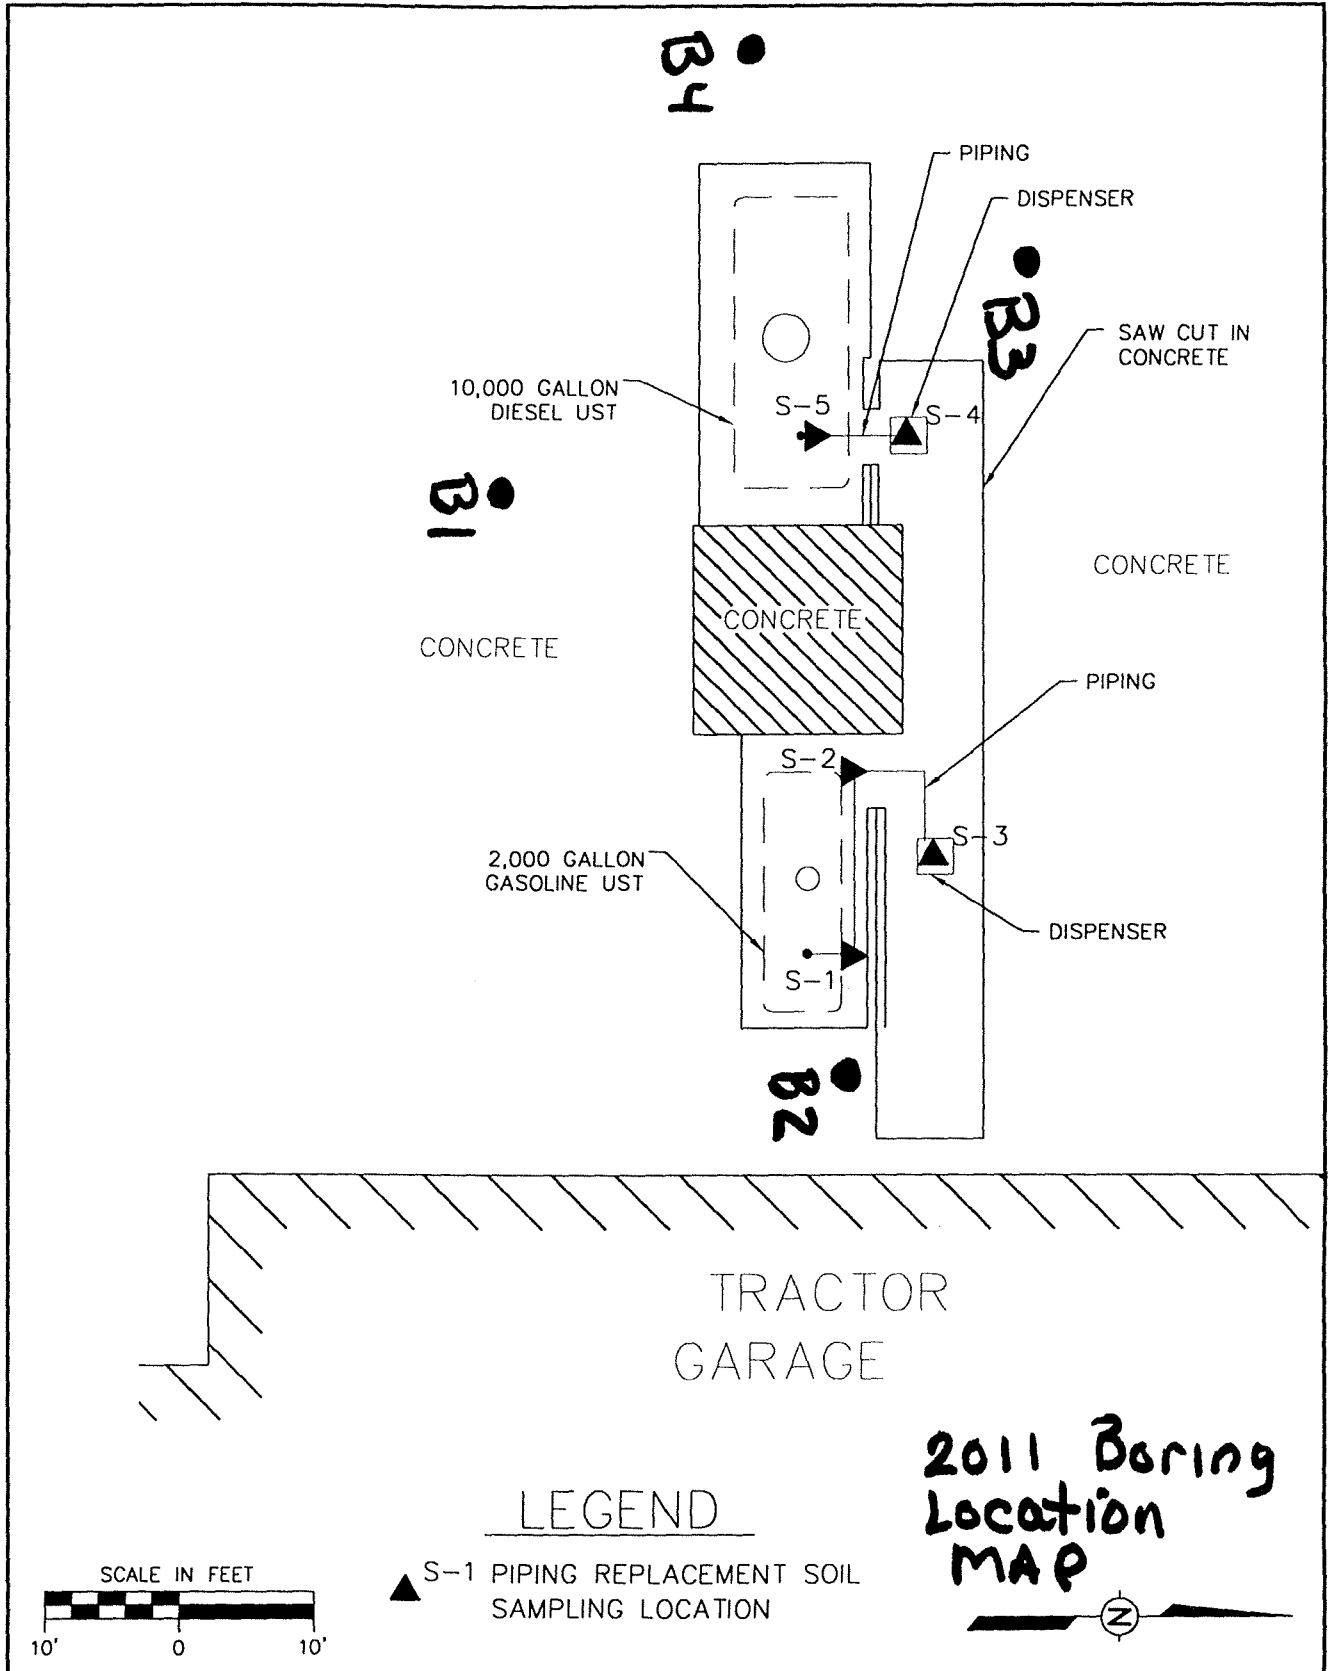 B4
PIPING
DISPENSER
B3
SAW CUT IN
CONCRETE
10,000 GALLON
DIESEL UST
S-5
S-4
B1
CONCRETE
CONCRETE
CONCRETE
PIPING
S-2
S-3
2,000 GALLON
GASOLINE UST
DISPENSER
S-1
B2
TRACTOR
GARAGE
2011 Boring
Location
MAP
LEGEND
SCALE IN FEET
10' 0 10'
S-1 PIPING REPLACEMENT SOIL
SAMPLING LOCATION
N